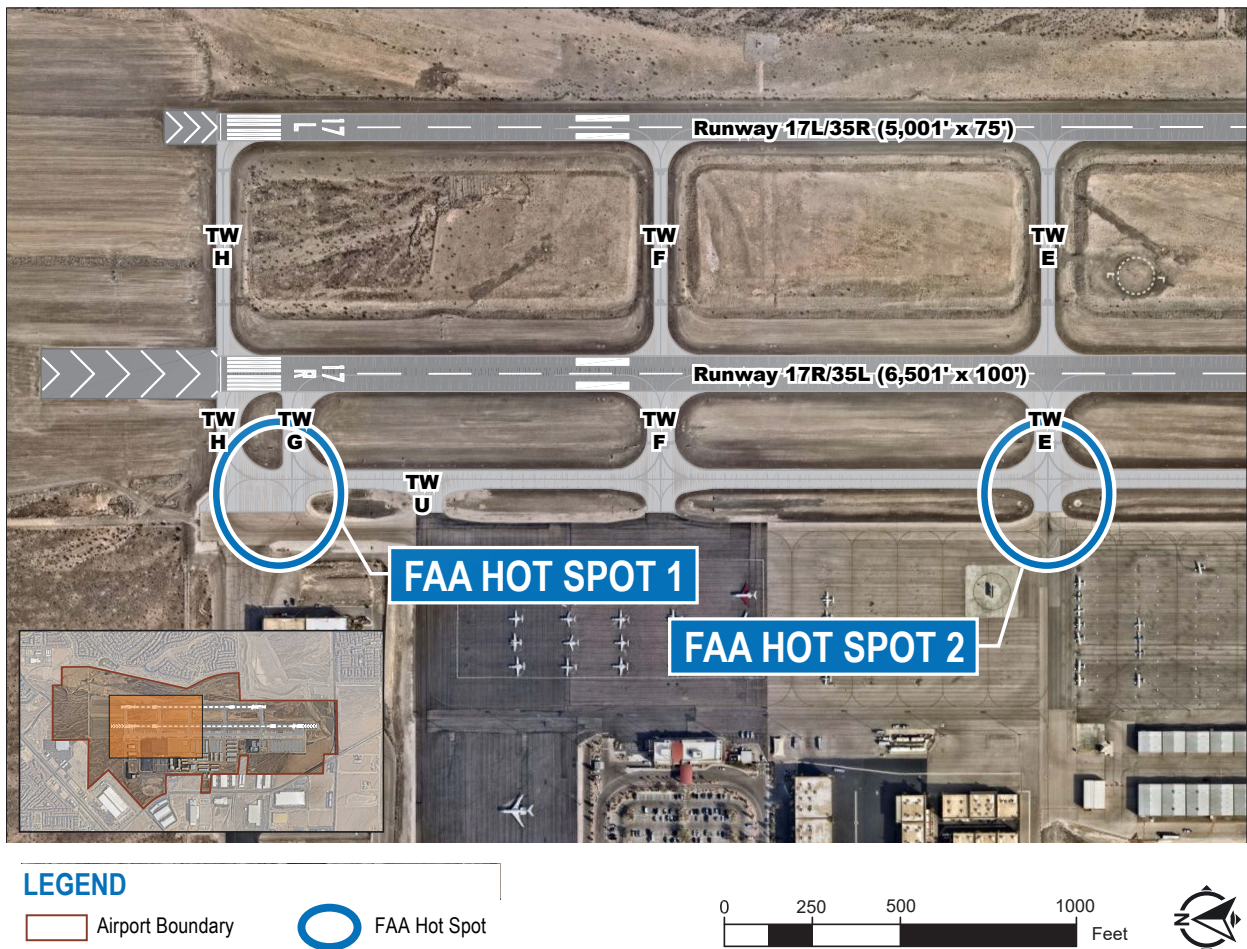 17
L
Runway 17L/35R (5,001' x 75')
TW
H
TW
F
TW
E
17
R
Runway 17R/35L (6,501' x 100')
TW
H
TW
G
TW
F
TW
E
TW
U
FAA HOT SPOT 1
FAA HOT SPOT 2
LEGEND
Airport Boundary
FAA Hot Spot
0 250 500 1000
Feet
N